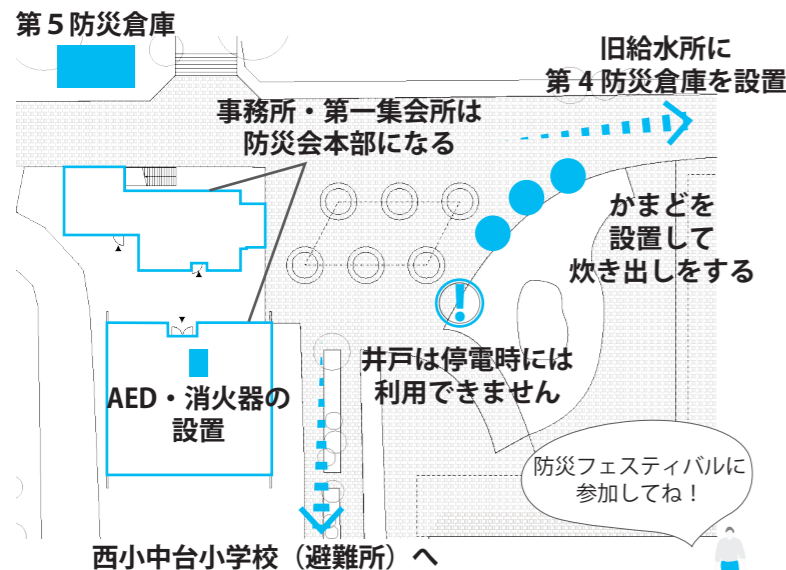 第５防災倉庫
旧給水所に
第４防災倉庫を設置
事務所・第一集会所は
防災会本部になる
かまどを
設置して
炊き出しをする
!
井戸は停電時には
利用できません
AED・消火器の
設置
防災フェスティバルに
参加してね！
西小中台小学校（避難所）へ